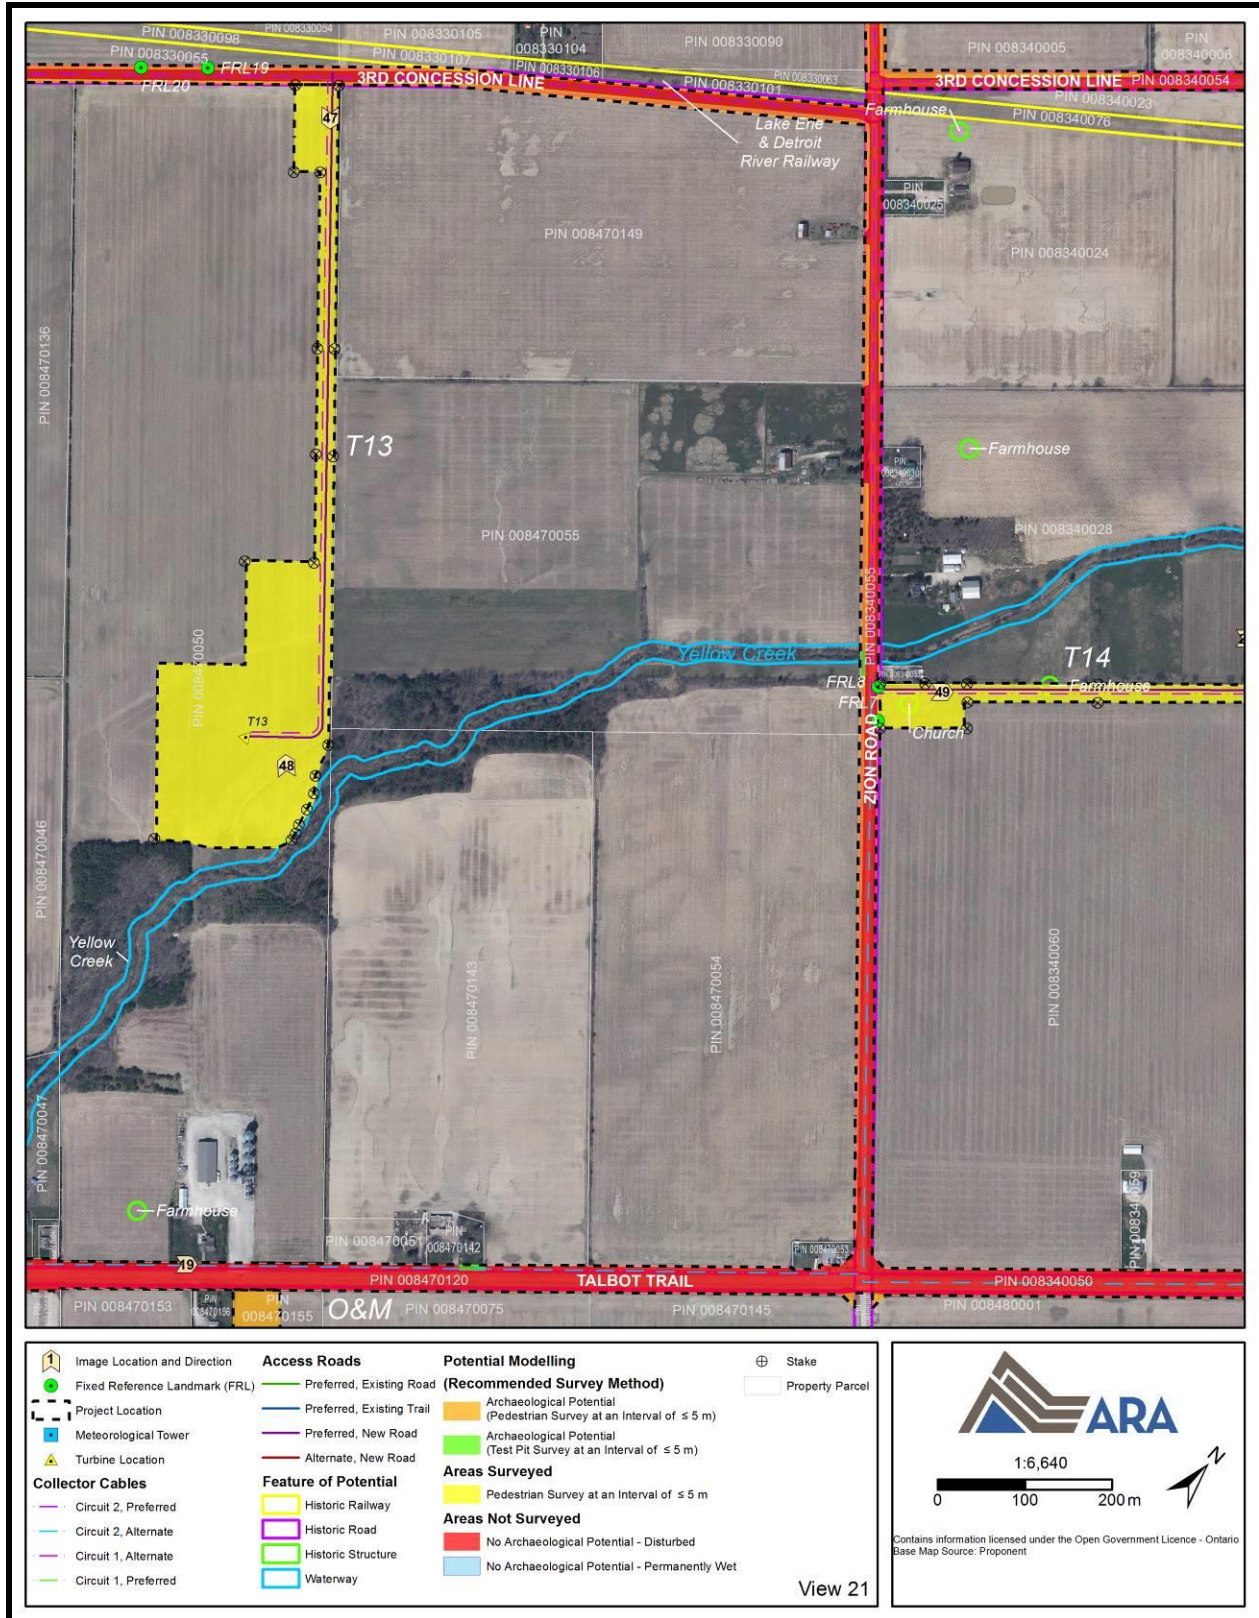 PIN 008330098
PIN 008330054
PIN 008330105
PIN
008330104
PIN 008330090
PIN 008340005
PIN
008340006
PIN 008330055
PIN 008330107
PIN 008330106
PIN 008330063
PIN 008330101
FRL19
FRL20
3RD CONCESSION LINE
3RD CONCESSION LINE
PIN 008340054
PIN 008340023
PIN 008340076
Farmhouse
47
Lake Erie
& Detroit
River Railway
PIN
008340025
PIN 008470149
PIN 008340024
PIN 008470136
T13
Farmhouse
PIN
008340030
PIN 008470055
PIN 008340028
PIN 008340055
Yellow Creek
T14
PIN 008470050
FRL8
FRL7
49
Farmhouse
Church
T13
48
ZION ROAD
PIN 008470046
Yellow
Creek
PIN 008470143
PIN 008470054
PIN 008340060
PIN 008470047
Farmhouse
PIN 008340059
PIN 008470051
PIN
008470142
PIN 008470053
19
PIN 008470120
TALBOT TRAIL
PIN 008340050
PIN 008470153
PIN
008470156
PIN
008470155
O&M
PIN 008470075
PIN 008470145
PIN 008480001
1
Image Location and Direction
Fixed Reference Landmark (FRL)
Project Location
Meteorological Tower
Turbine Location
Collector Cables
Circuit 2, Preferred
Circuit 2, Alternate
Circuit 1, Alternate
Circuit 1, Preferred
Access Roads
Preferred, Existing Road
Preferred, Existing Trail
Preferred, New Road
Alternate, New Road
Feature of Potential
Historic Railway
Historic Road
Historic Structure
Waterway
Potential Modelling
(Recommended Survey Method)
Archaeological Potential
(Pedestrian Survey at an Interval of ≤ 5 m)
Archaeological Potential
(Test Pit Survey at an Interval of ≤ 5 m)
Areas Surveyed
Pedestrian Survey at an Interval of ≤ 5 m
Areas Not Surveyed
No Archaeological Potential - Disturbed
No Archaeological Potential - Permanently Wet
Stake
Property Parcel
View 21
ARA
1:6,640
0 100 200 m
N
Contains information licensed under the Open Government Licence - Ontario
Base Map Source: Proponent